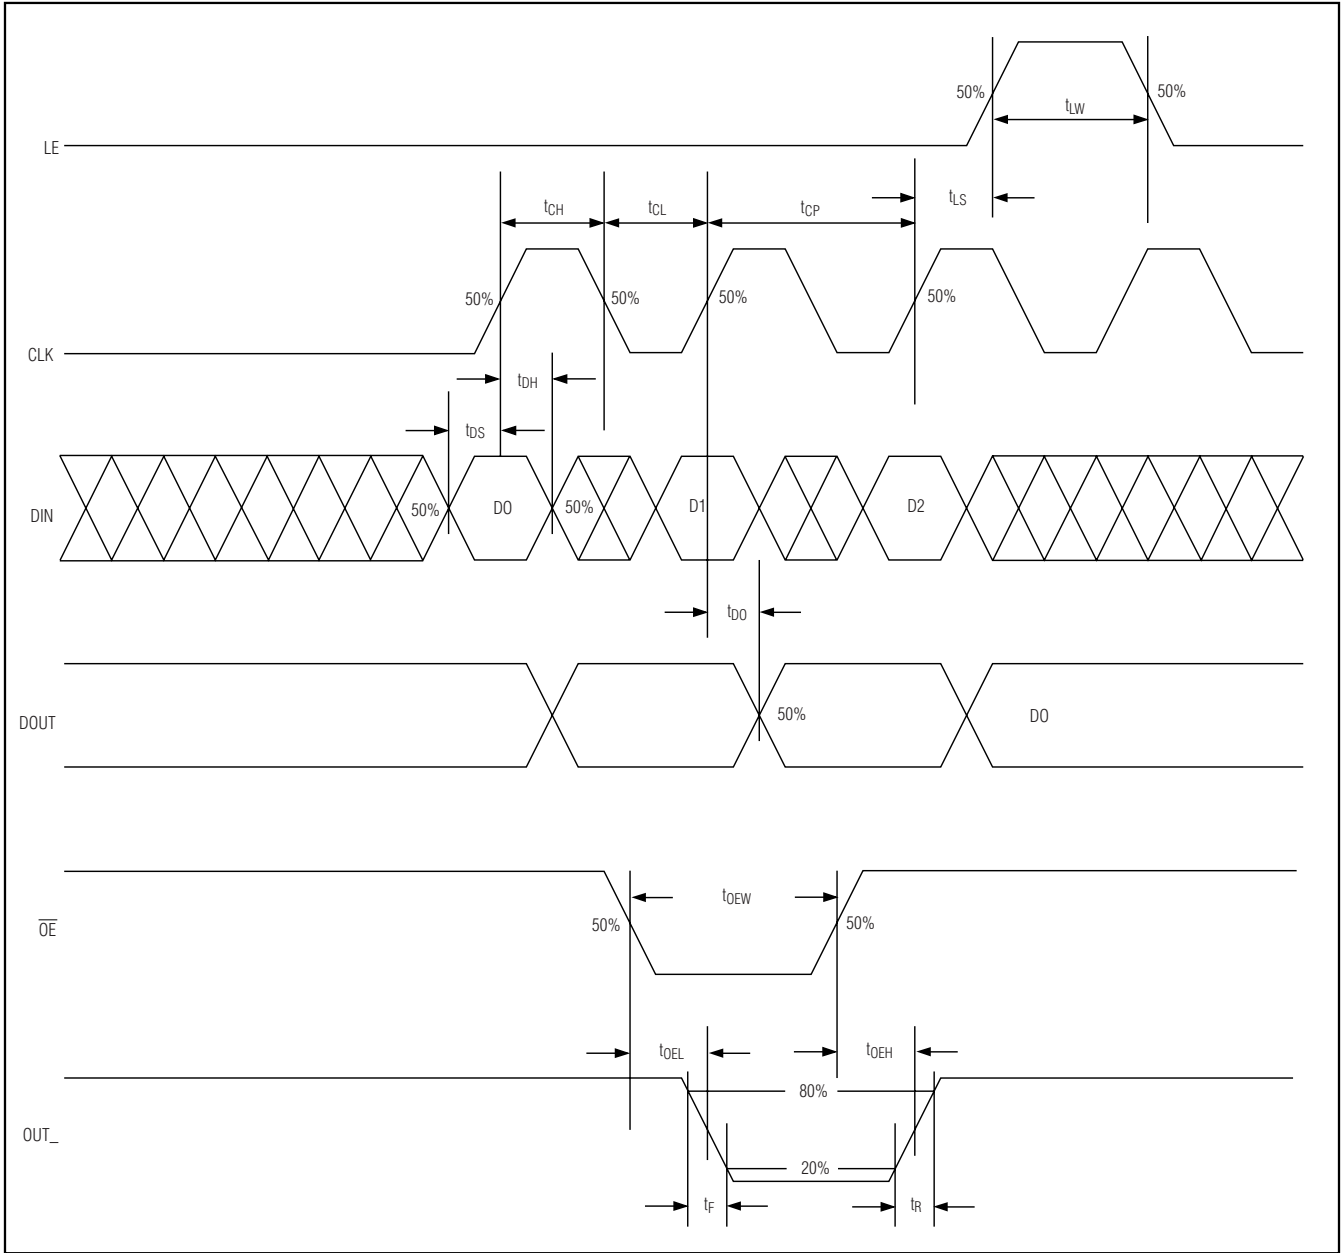 50%
50%
tLW
LE
tLS
tCH
tCL
tCP
50%
50%
50%
50%
CLK
tDH
tDS
DIN
50%
D0
50%
D1
D2
tDO
DOUT
50%
D0
tOEW
OE
50%
50%
tOEL
tOEH
80%
OUT_
20%
tF
tR